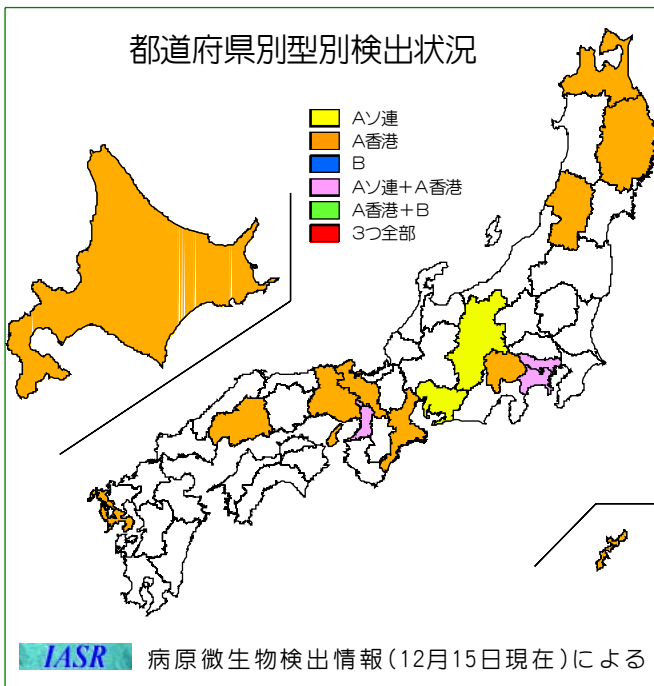 都道府県別型別検出状況
Aソ連
A香港
B
Aソ連+A香港
A香港+B
3つ全部
IASR 病原微生物検出情報(12月15日現在)による